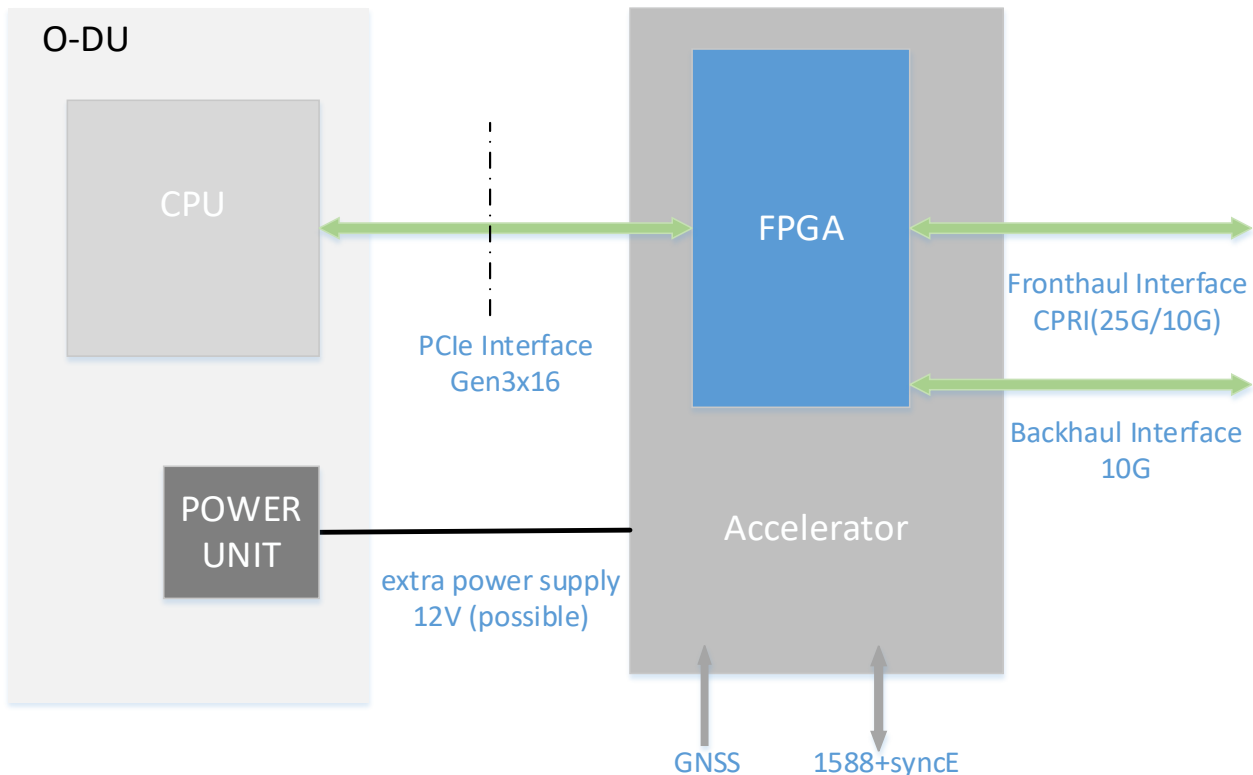 O-DU
CPU
FPGA
PCIe Interface
Gen3x16
Fronthaul Interface
CPRI(25G/10G)
Backhaul Interface
10G
POWER
UNIT
extra power supply
12V (possible)
Accelerator
GNSS
1588+syncE